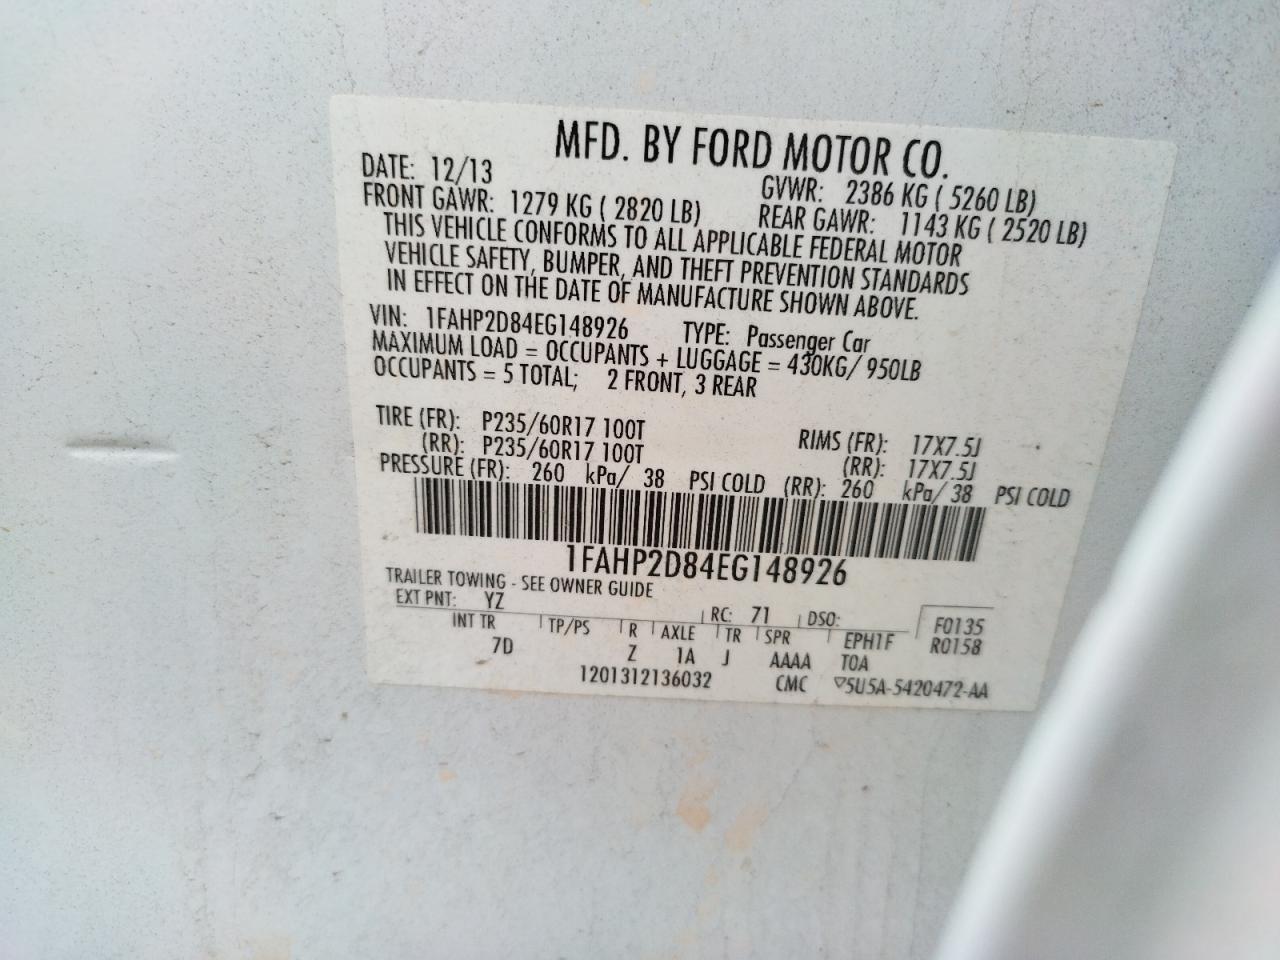 MFD. BY FORD MOTOR CO.
DATE: 12/13 GVWR: 2386 KG ( 5260 LB)
FRONT GAWR: 1279 KG ( 2820 LB) REAR GAWR: 1143 KG ( 2520 LB)
THIS VEHICLE CONFORMS TO ALL APPLICABLE FEDERAL MOTOR
VEHICLE SAFETY, BUMPER, AND THEFT PREVENTION STANDARDS
IN EFFECT ON THE DATE OF MANUFACTURE SHOWN ABOVE.
VIN: 1FAHP2D84EG148926 TYPE: Passenger Car
MAXIMUM LOAD = OCCUPANTS + LUGGAGE = 430KG/ 950LB
OCCUPANTS = 5 TOTAL; 2 FRONT, 3 REAR
TIRE (FR): P235/60R17 100T RIMS (FR): 17X7.5J
(RR): P235/60R17 100T (RR): 17X7.5J
PRESSURE (FR): 260 kPa/ 38 PSI COLD (RR): 260 kPa/ 38 PSI COLD
1FAHP2D84EG148926
TRAILER TOWING - SEE OWNER GUIDE
EXT PNT: YZ RC: 71 DSO: F0135
INT TR TP/PS R AXLE TR SPR EPH1F R0158
7D Z 1A J AAAA T0A
1201312136032 CMC ▽5U5A-5420472-AA